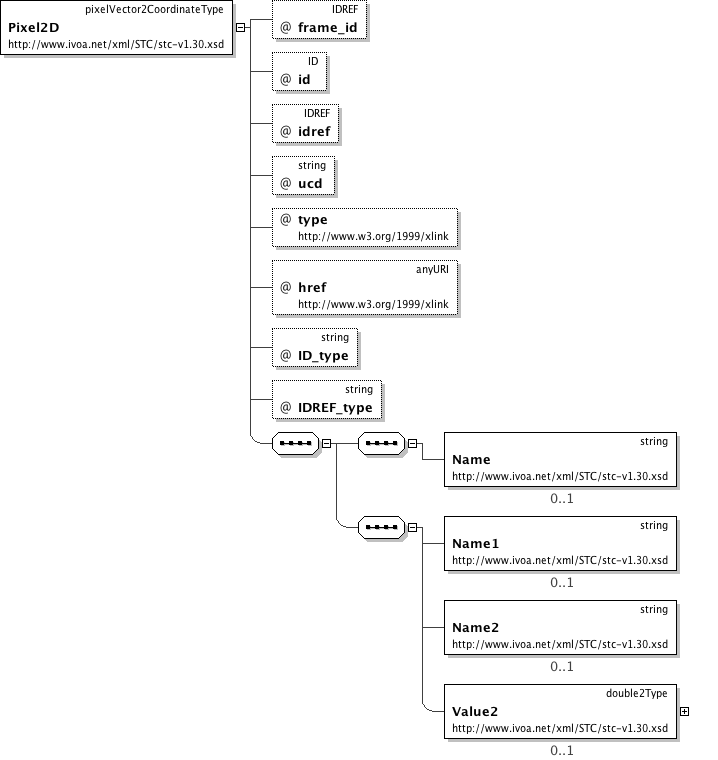 pixelVector2CoordinateType
Pixel2D
http://www.ivoa.net/xml/STC/stc-v1.30.xsd
IDREF
@ frame_id
ID
@ id
IDREF
@ idref
string
@ ucd
@ type
http://www.w3.org/1999/xlink
anyURI
@ href
http://www.w3.org/1999/xlink
string
@ ID_type
string
@ IDREF_type
string
Name
http://www.ivoa.net/xml/STC/stc-v1.30.xsd
0..1
string
Name1
http://www.ivoa.net/xml/STC/stc-v1.30.xsd
0..1
string
Name2
http://www.ivoa.net/xml/STC/stc-v1.30.xsd
0..1
double2Type
Value2
http://www.ivoa.net/xml/STC/stc-v1.30.xsd
0..1